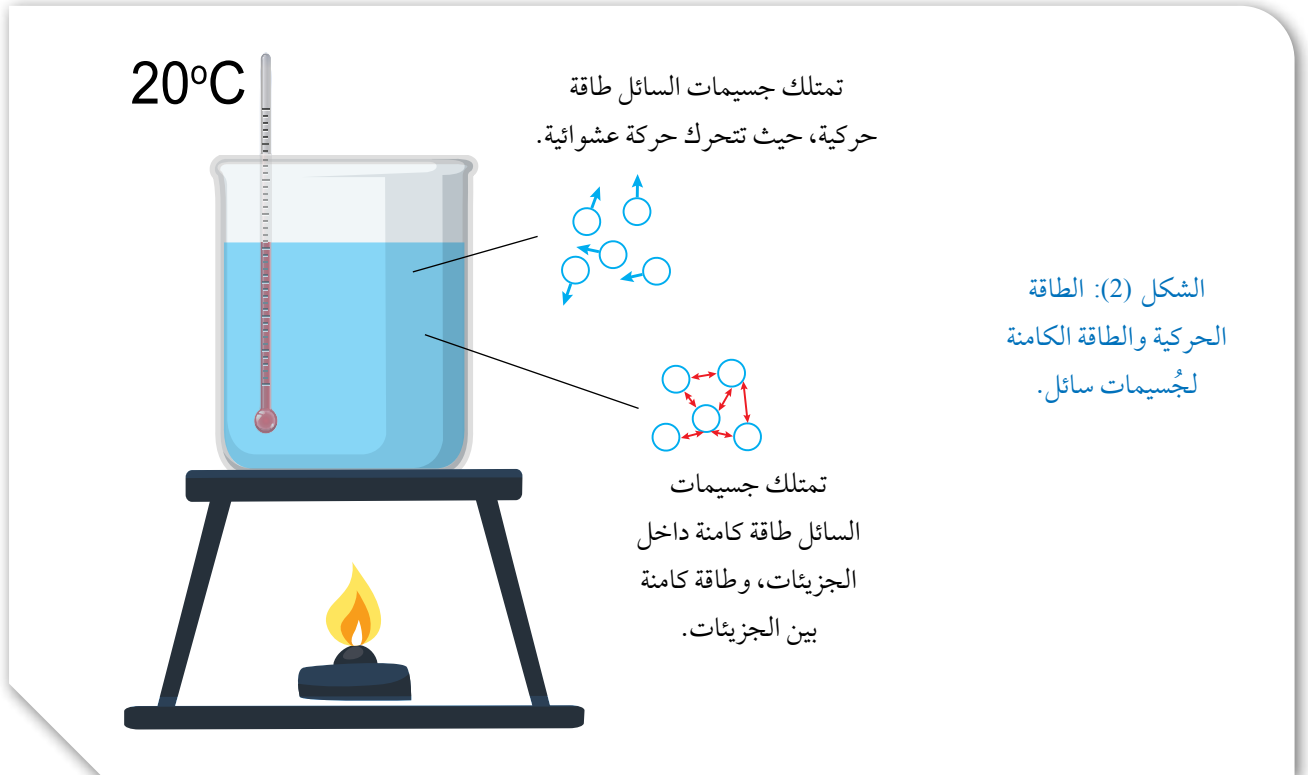 20°C
تمتلك جسيمات السائل طاقة
حركية، حيث تتحرك حركة عشوائية.
الشكل (2): الطاقة
الحركية والطاقة الكامنة
لجُسيمات سائل.
تمتلك جسيمات
السائل طاقة كامنة داخل
الجزيئات، وطاقة كامنة
بين الجزيئات.